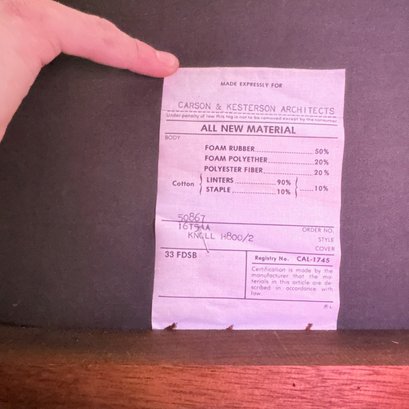 MADE EXPRESSLY FOR
CARSON & KESTERSON ARCHITECTS
Under penalty of law this tag is not to be removed except by the consumer
ALL NEW MATERIAL
BODY
FOAM RUBBER 50%
FOAM POLYETHER 20%
POLYESTER FIBER 20%
Cotton { LINTERS 90% } 10%
STAPLE 10%
50867
ORDER NO.
STYLE
KNOLL H800/2
COVER
33 FDSB
Registry No. CAL-1745
Certification is made by the
manufacturer that the ma-
terials in this article are de-
scribed in accordance with
law